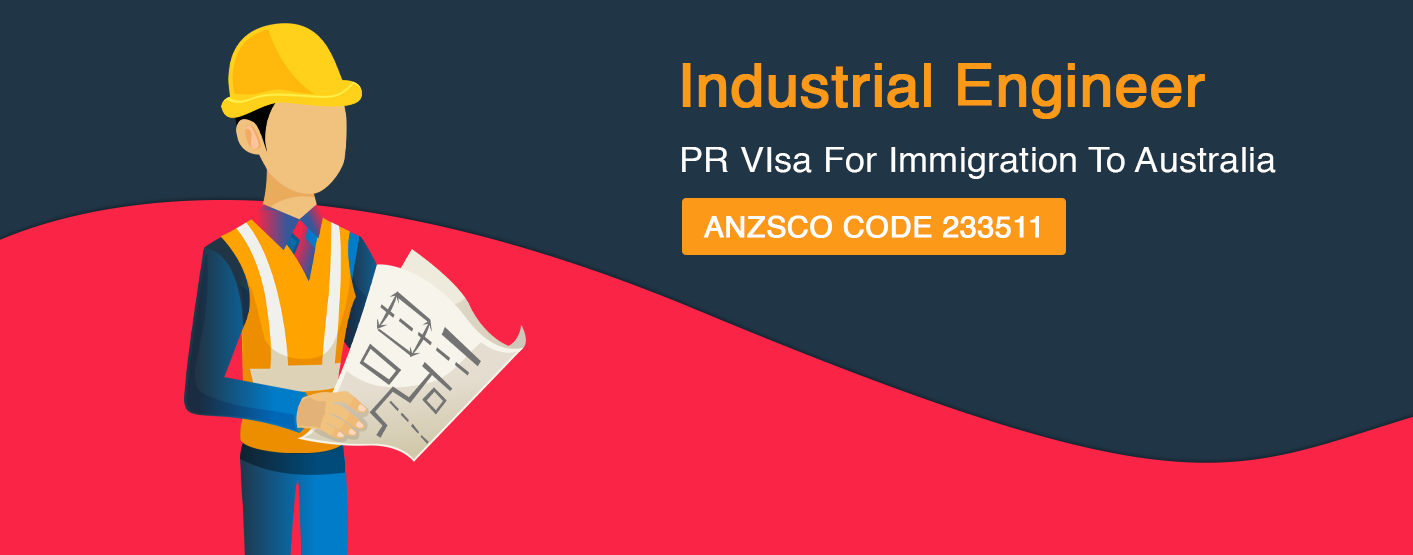 Industrial Engineer
PR VIsa For Immigration To Australia
ANZSCO CODE 233511